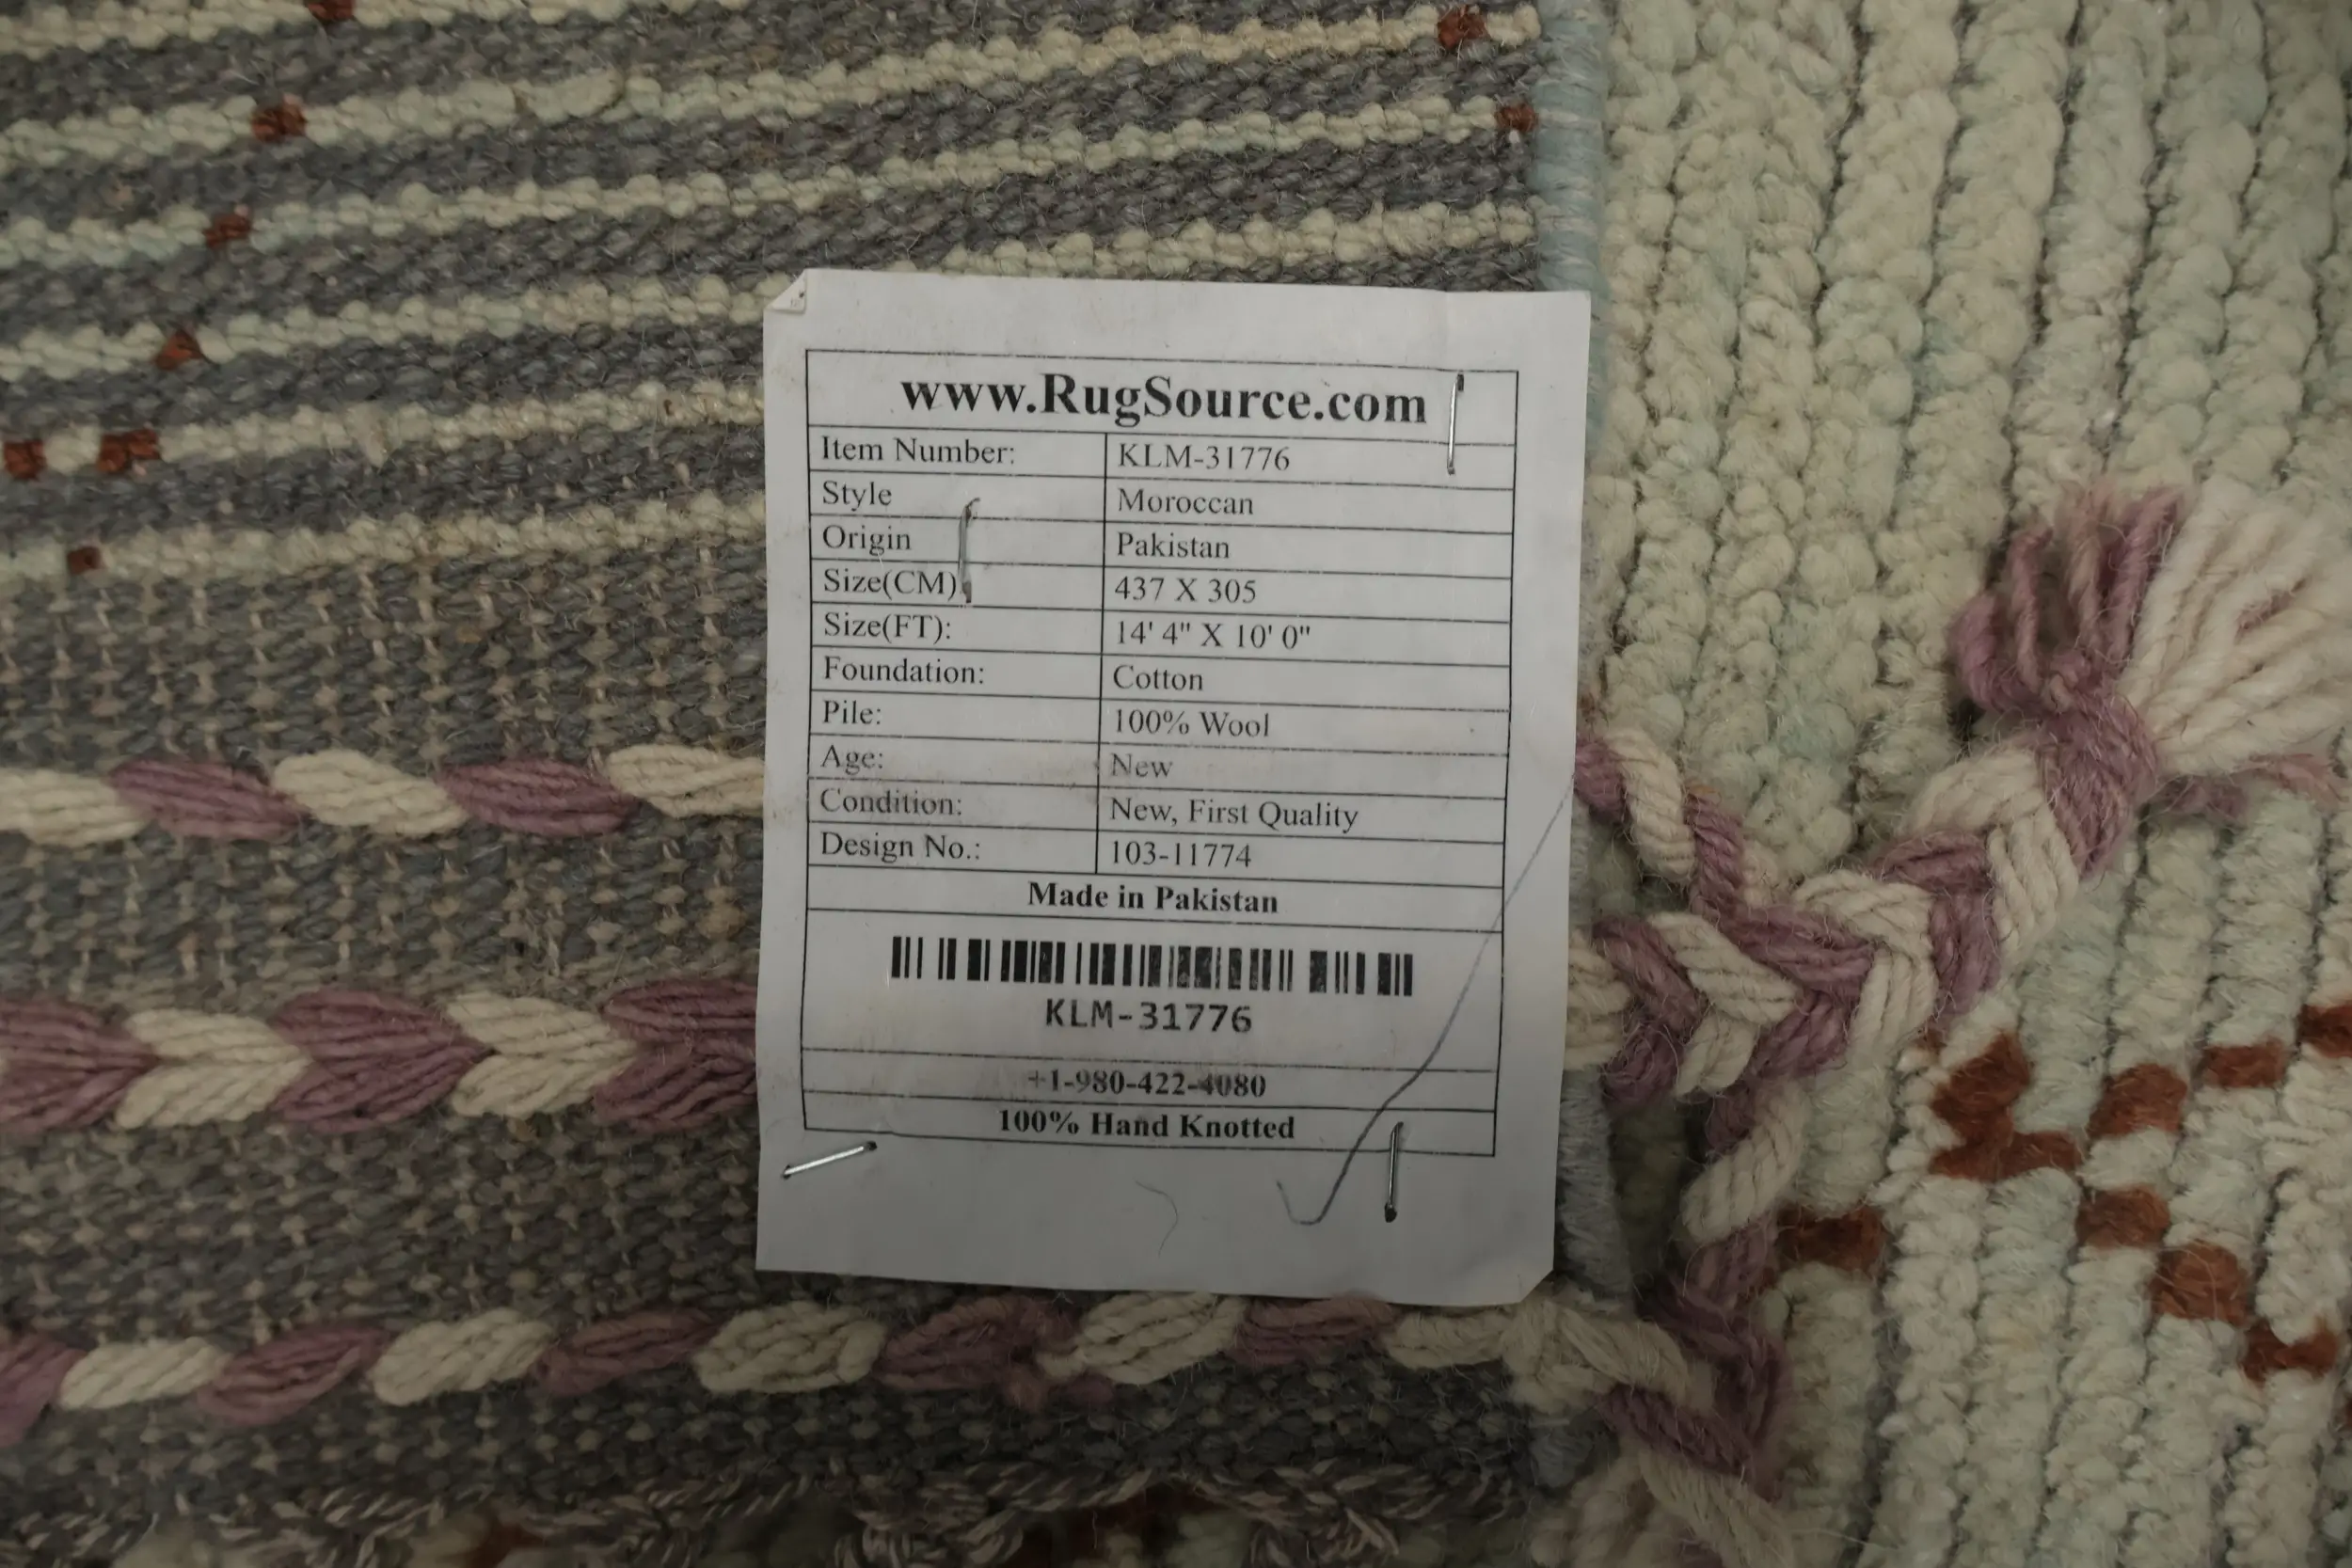 www.RugSource.com
Item Number: KLM-31776
Style Moroccan
Origin Pakistan
Size(CM) 437 X 305
Size(FT): 14' 4" X 10' 0"
Foundation: Cotton
Pile: 100% Wool
Age: New
Condition: New, First Quality
Design No.: 103-11774
Made in Pakistan
KLM-31776
+1-980-422-4080
100% Hand Knotted